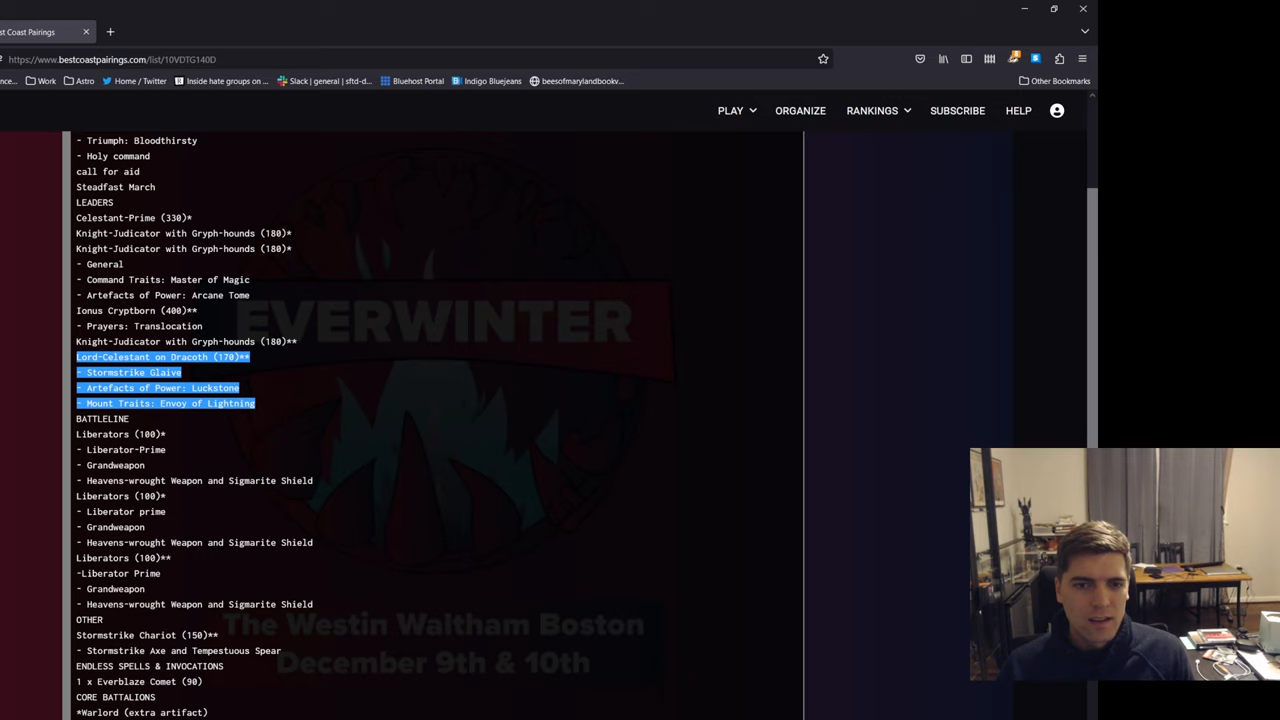 st Coast Pairings
https://www.bestcoastpairings.com/list/10VDTG140D
nce...
Work
Astro
Home / Twitter
Inside hate groups on ...
Slack | general | sftd-d...
Bluehost Portal
Indigo Bluejeans
beesofmarylandbookv...
Other Bookmarks
PLAY
ORGANIZE
RANKINGS
SUBSCRIBE
HELP
- Triumph: Bloodthirsty
- Holy command
call for aid
Steadfast March
LEADERS
Celestant-Prime (330)*
Knight-Judicator with Gryph-hounds (180)*
Knight-Judicator with Gryph-hounds (180)*
- General
- Command Traits: Master of Magic
- Artefacts of Power: Arcane Tome
Ionus Cryptborn (400)**
- Prayers: Translocation
Knight-Judicator with Gryph-hounds (180)**
Lord-Celestant on Dracoth (170)**
- Stormstrike Glaive
- Artefacts of Power: Luckstone
- Mount Traits: Envoy of Lightning
BATTLELINE
Liberators (100)*
- Liberator-Prime
- Grandweapon
- Heavens-wrought Weapon and Sigmarite Shield
Liberators (100)*
- Liberator prime
- Grandweapon
- Heavens-wrought Weapon and Sigmarite Shield
Liberators (100)**
-Liberator Prime
- Grandweapon
- Heavens-wrought Weapon and Sigmarite Shield
OTHER
Stormstrike Chariot (150)**
- Stormstrike Axe and Tempestuous Spear
ENDLESS SPELLS & INVOCATIONS
1 x Everblaze Comet (90)
CORE BATTALIONS
*Warlord (extra artifact)
EVERWINTER
The Westin Waltham Boston
December 9th & 10th